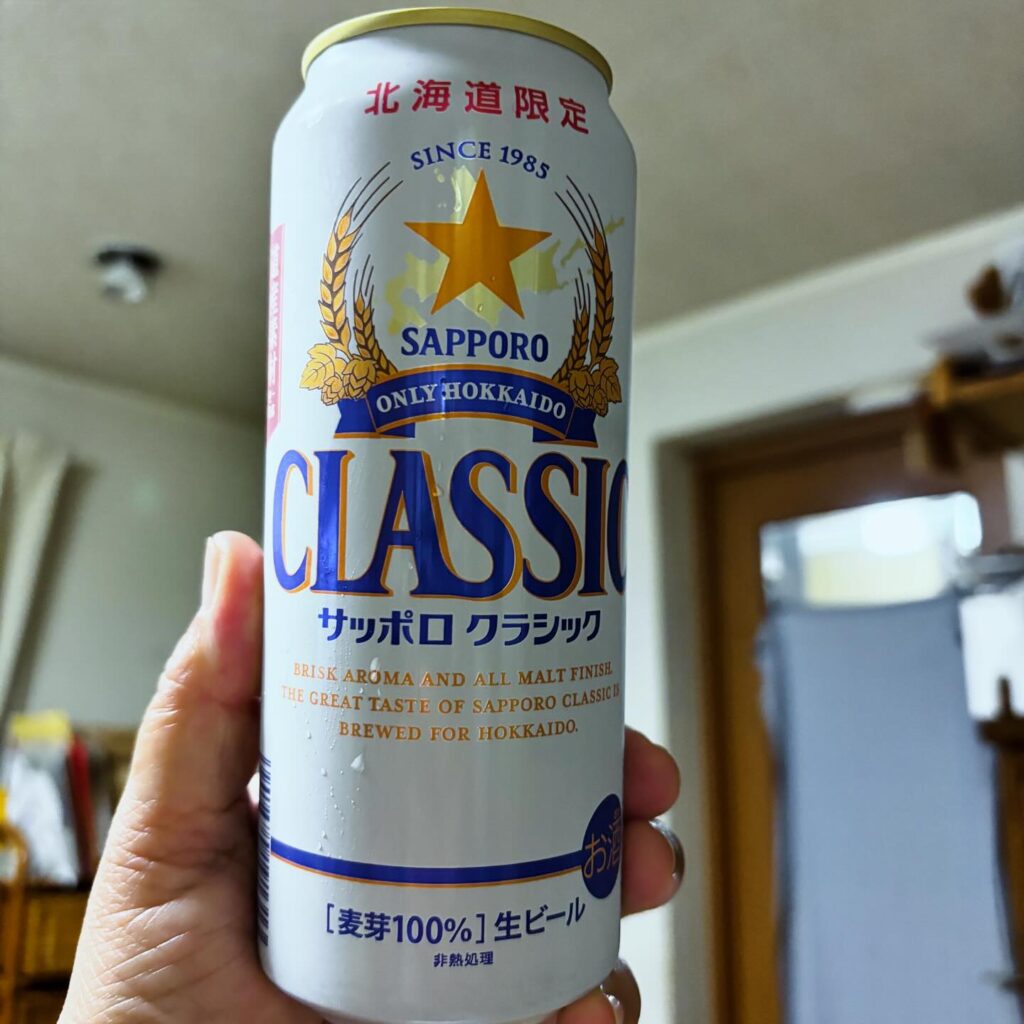 北海道限定
SINCE 1985
SAPPORO
ONLY HOKKAIDO
CLASSIC
サッポロ クラシック
BRISK AROMA AND ALL MALT FINISH.
THE GREAT TASTE OF SAPPORO CLASSIC IS
BREWED FOR HOKKAIDO.
お酒
[麦芽100%]生ビール
非熱処理